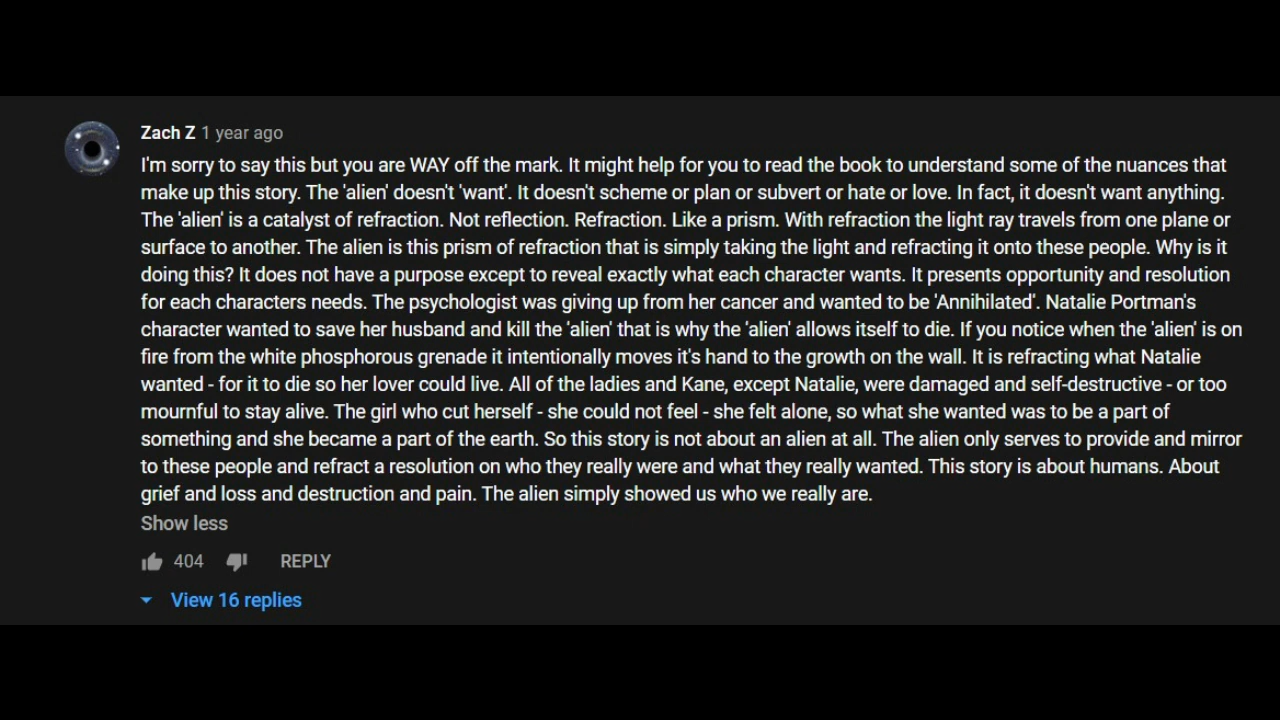 Zach Z 1 year ago
I'm sorry to say this but you are WAY off the mark. It might help for you to read the book to understand some of the nuances that
make up this story. The 'alien' doesn't 'want'. It doesn't scheme or plan or subvert or hate or love. In fact, it doesn't want anything.
The 'alien' is a catalyst of refraction. Not reflection. Refraction. Like a prism. With refraction the light ray travels from one plane or
surface to another. The alien is this prism of refraction that is simply taking the light and refracting it onto these people. Why is it
doing this? It does not have a purpose except to reveal exactly what each character wants. It presents opportunity and resolution
for each characters needs. The psychologist was giving up from her cancer and wanted to be 'Annihilated'. Natalie Portman's
character wanted to save her husband and kill the 'alien' that is why the 'alien' allows itself to die. If you notice when the 'alien' is on
fire from the white phosphorous grenade it intentionally moves it's hand to the growth on the wall. It is refracting what Natalie
wanted - for it to die so her lover could live. All of the ladies and Kane, except Natalie, were damaged and self-destructive - or too
mournful to stay alive. The girl who cut herself - she could not feel - she felt alone, so what she wanted was to be a part of
something and she became a part of the earth. So this story is not about an alien at all. The alien only serves to provide and mirror
to these people and refract a resolution on who they really were and what they really wanted. This story is about humans. About
grief and loss and destruction and pain. The alien simply showed us who we really are.
Show less
404 REPLY
View 16 replies